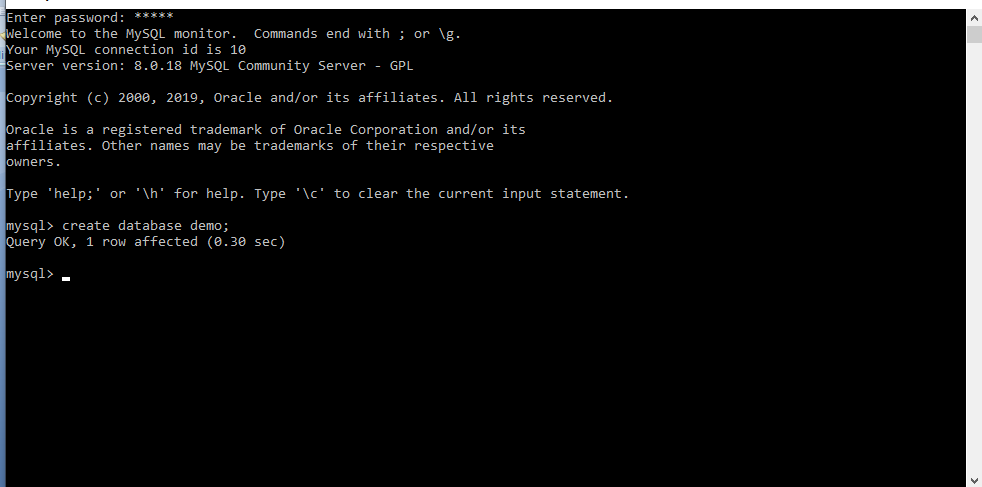 Enter password: *****
Welcome to the MySQL monitor.  Commands end with ; or \g.
Your MySQL connection id is 10
Server version: 8.0.18 MySQL Community Server - GPL
Copyright (c) 2000, 2019, Oracle and/or its affiliates. All rights reserved.
Oracle is a registered trademark of Oracle Corporation and/or its
affiliates. Other names may be trademarks of their respective
owners.
Type 'help;' or '\h' for help. Type '\c' to clear the current input statement.
mysql> create database demo;
Query OK, 1 row affected (0.30 sec)
mysql>